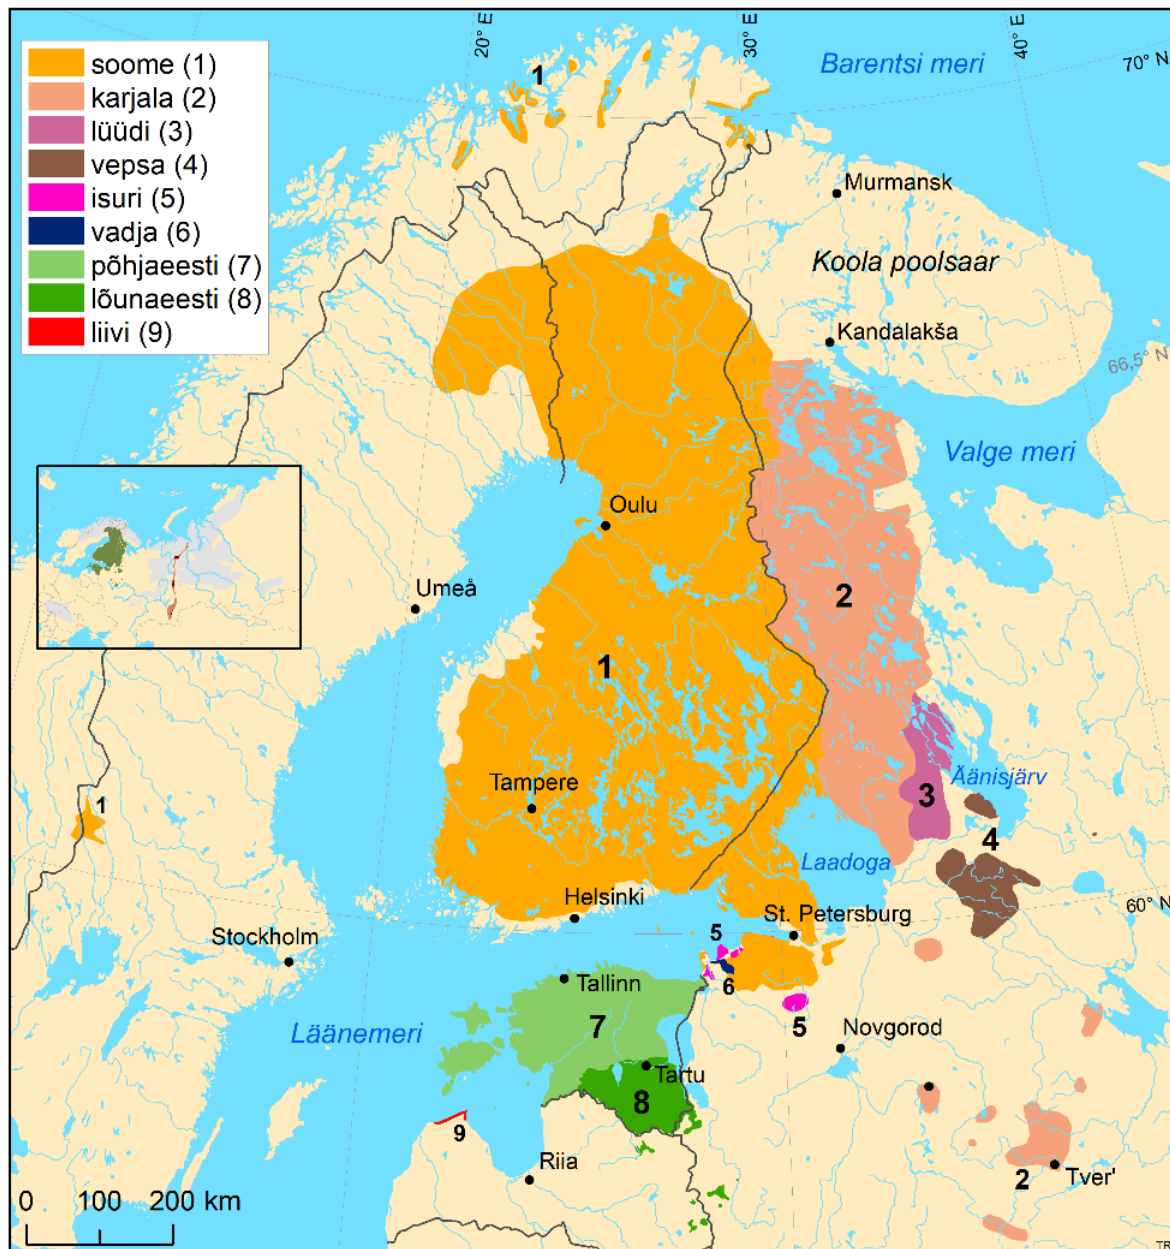 20° E
30° E
40° E
70° N
soome (1)
karjala (2)
lüüdi (3)
vepsa (4)
isuri (5)
vadja (6)
põhjaeesti (7)
lõunaeesti (8)
liivi (9)
1
Barentsi meri
Murmansk
Koola poolsaar
Kandalakša
66,5° N
Valge meri
Oulu
Umeå
2
1
Äänisjärv
Tampere
3
1
4
Laadoga
Helsinki
St. Petersburg
60° N
Stockholm
5
Tallinn
6
Läänemeri
7
5
Novgorod
Tartu
8
9
Riia
2
Tver'
0 100 200 km
TR